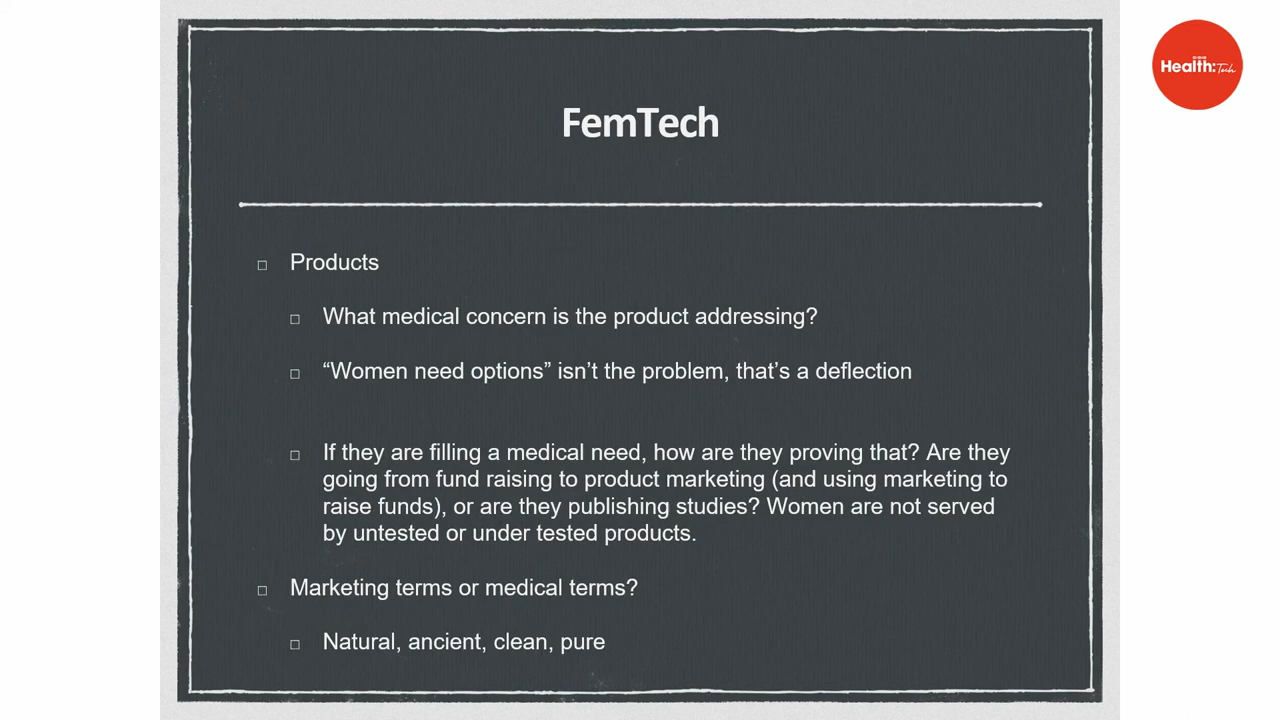 Health:Tech
FemTech
Products
What medical concern is the product addressing?
“Women need options” isn’t the problem, that’s a deflection
If they are filling a medical need, how are they proving that? Are they
going from fund raising to product marketing (and using marketing to
raise funds), or are they publishing studies? Women are not served
by untested or under tested products.
Marketing terms or medical terms?
Natural, ancient, clean, pure